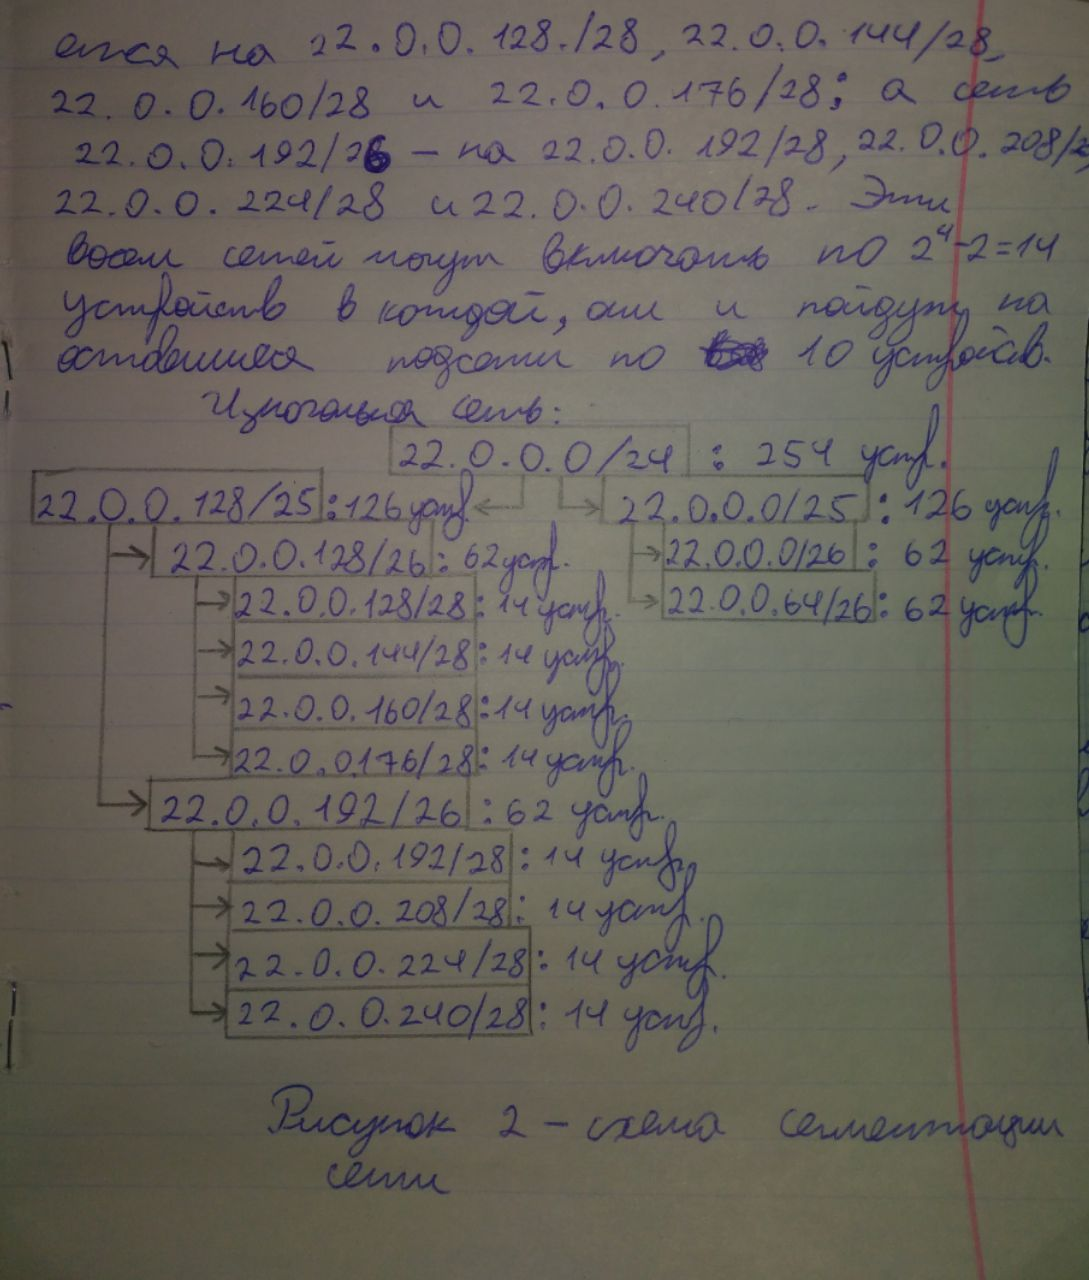 ется на 22.0.0.128./28, 22.0.0.144/28,
22.0.0.160/28 и 22.0.0.176/28; а сеть
22.0.0.192/26 – на 22.0.0.192/28, 22.0.0.208/2
22.0.0.224/28 и 22.0.0.240/28. Эти
восем сетей могут включать по 2⁴-2=14
устройств в каждой, они и пойдут на
оставшиеся подсети по 10 устройств.
Изначальная сеть:
22.0.0.0/24 : 254 устр.
22.0.0.128/25 : 126 устр. 22.0.0.0/25 : 126 устр.
22.0.0.128/26 : 62 устр. 22.0.0.0/26 : 62 устр.
22.0.0.128/28 : 14 устр. 22.0.0.64/26 : 62 устр.
22.0.0.144/28 : 14 устр.
22.0.0.160/28 : 14 устр.
22.0.0.176/28 : 14 устр.
22.0.0.192/26 : 62 устр.
22.0.0.192/28 : 14 устр.
22.0.0.208/28 : 14 устр.
22.0.0.224/28 : 14 устр.
22.0.0.240/28 : 14 устр.
Рисунок 2 – схема сегментации
сети